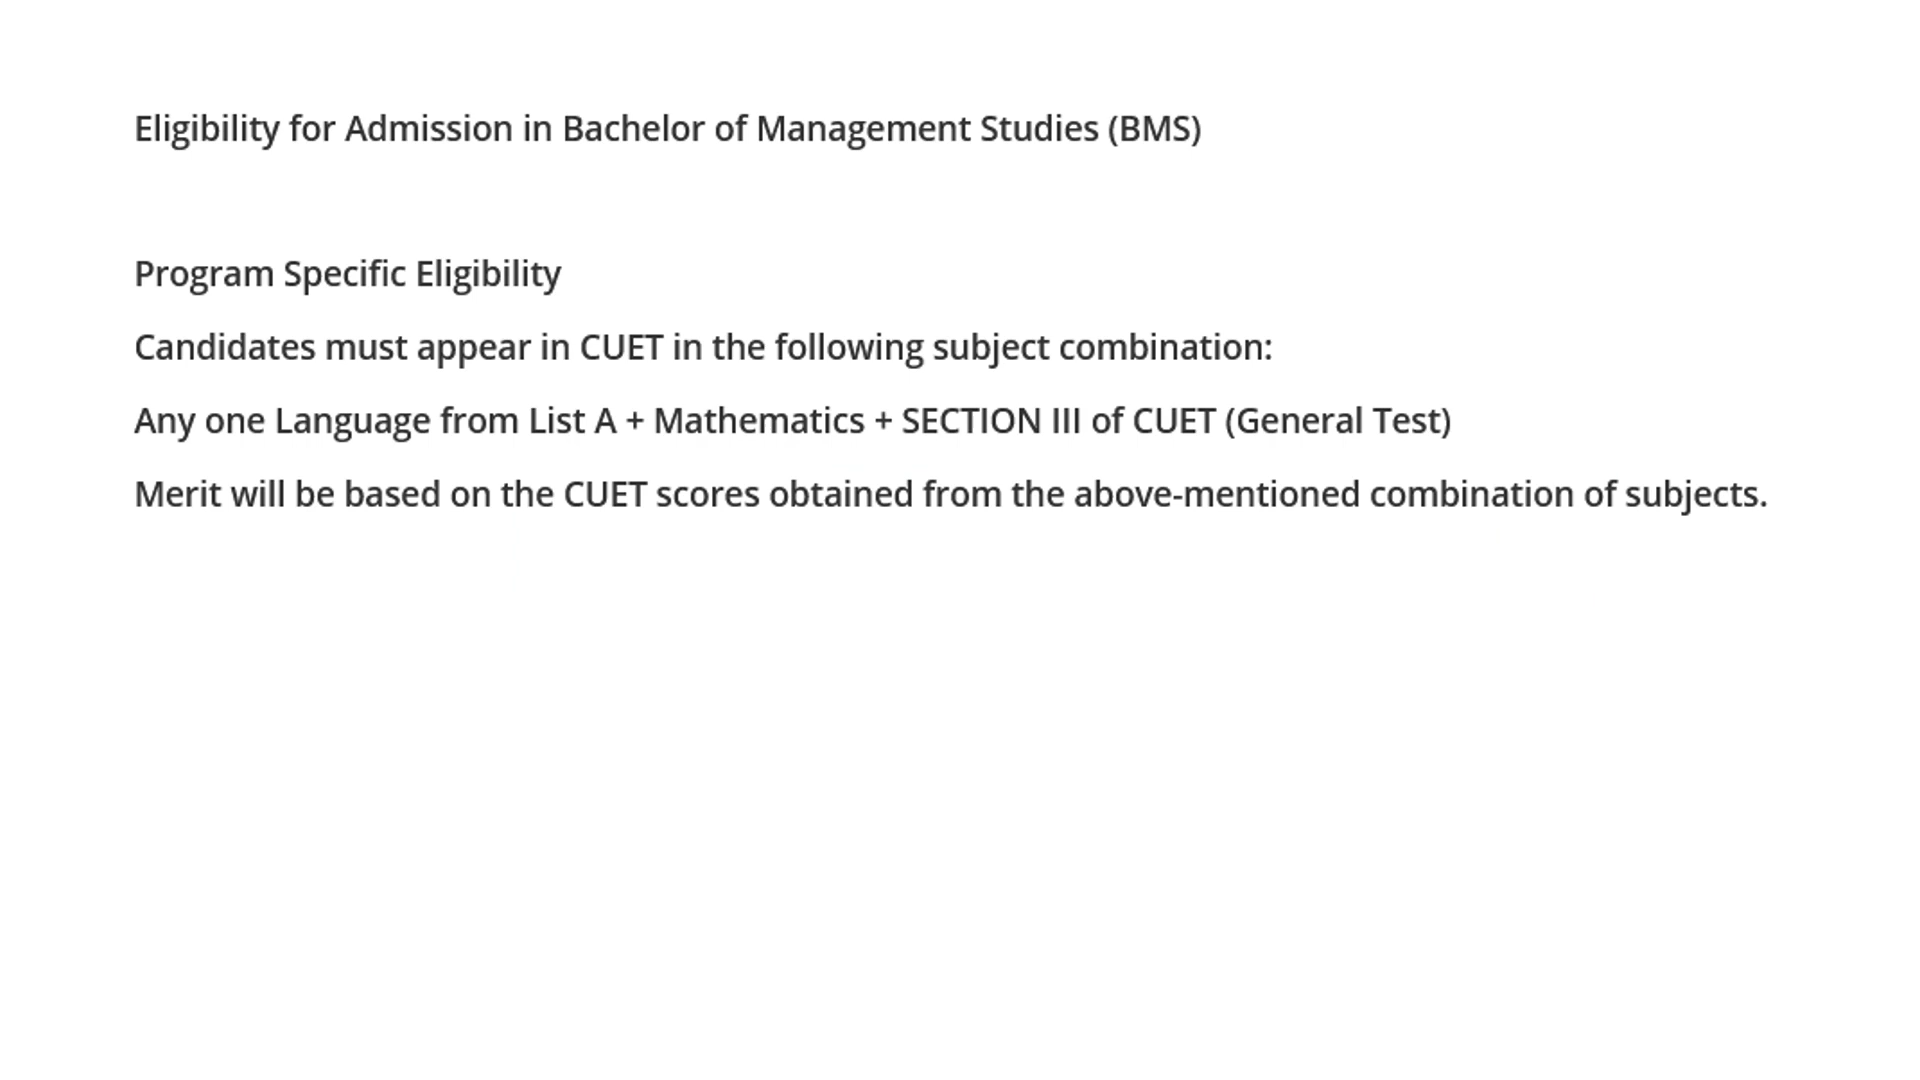 Eligibility for Admission in Bachelor of Management Studies (BMS)
Program Specific Eligibility
Candidates must appear in CUET in the following subject combination:
Any one Language from List A + Mathematics + SECTION III of CUET (General Test)
Merit will be based on the CUET scores obtained from the above-mentioned combination of subjects.